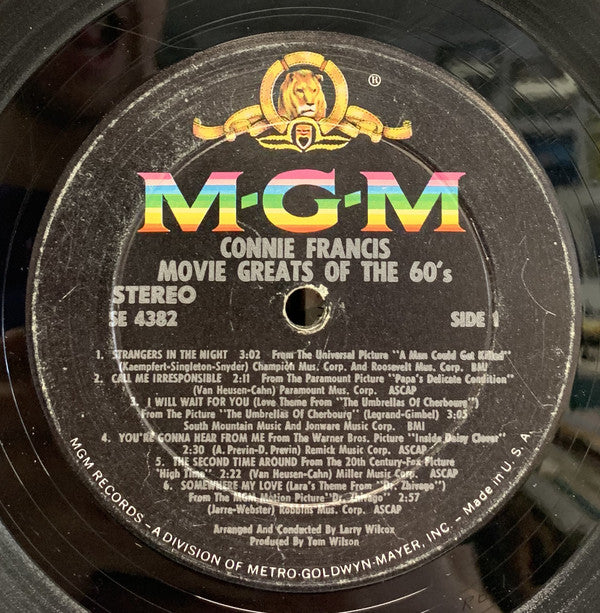 ®
M-G-M
CONNIE FRANCIS
MOVIE GREATS OF THE 60's
STEREO
SE 4382 SIDE 1
1. STRANGERS IN THE NIGHT 3:02 From The Universal Picture "A Man Could Get Killed"
(Kaempfert-Singleton-Snyder) Champion Mus. Corp. And Roosevelt Mus. Corp. BMI
2. CALL ME IRRESPONSIBLE 2:11 From The Paramount Picture "Papa's Delicate Condition"
(Van Heusen-Cahn) Paramount Mus. Corp. ASCAP
3. I WILL WAIT FOR YOU (Love Theme From "The Umbrellas Of Cherbourg")
From The Picture "The Umbrellas Of Cherbourg" (Legrand-Gimbel) 3:05
South Mountain Music And Jonware Music Corp. BMI
4. YOU'RE GONNA HEAR FROM ME From The Warner Bros. Picture "Inside Daisy Clover"
2:30 (A. Previn-D. Previn) Remick Music Corp. ASCAP
5. THE SECOND TIME AROUND From The 20th Century-Fox Picture
"High Time" 2:22 (Van Heusen-Cahn) Miller Music Corp. ASCAP
6. SOMEWHERE MY LOVE (Lara's Theme From "Dr. Zhivago")
From The MGM Motion Picture "Dr. Zhivago" 2:57
(Jarre-Webster) Robbins Mus. Corp. ASCAP
Arranged And Conducted By Larry Wilcox
Produced By Tom Wilson
MGM RECORDS – A DIVISION OF METRO-GOLDWYN-MAYER, INC. – Made in U.S.A.